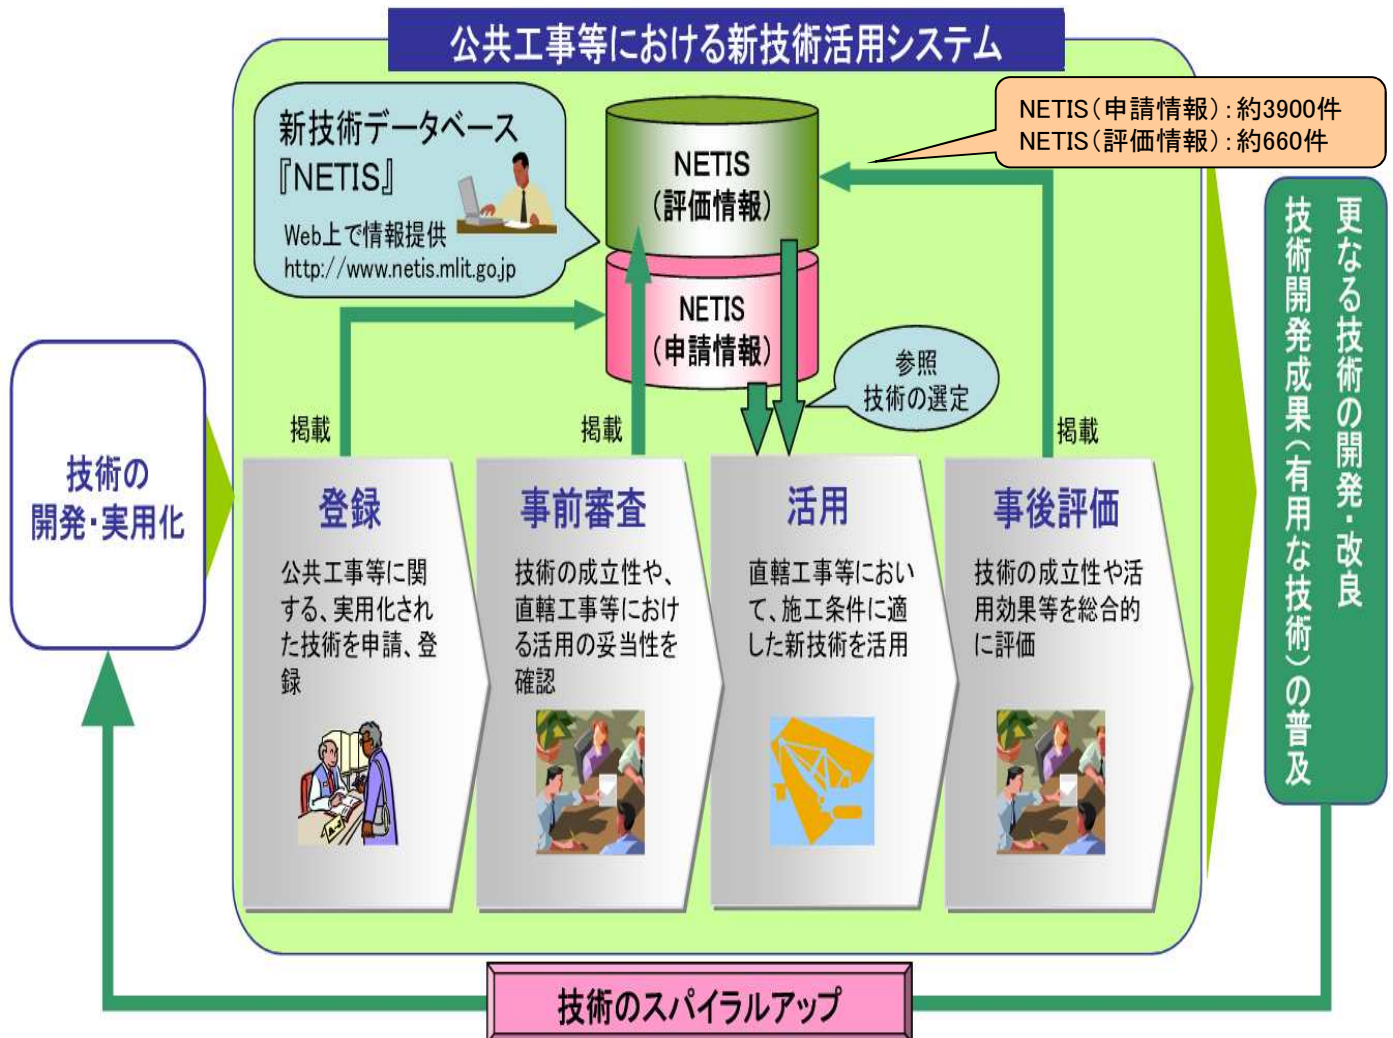 公共工事等における新技術活用システム
新技術データベース
『NETIS』
Web上で情報提供
http://www.netis.mlit.go.jp
NETIS
（評価情報）
NETIS
（申請情報）
NETIS（申請情報）：約3900件
NETIS（評価情報）：約660件
参照
技術の選定
掲載
掲載
掲載
技術の
開発・実用化
登録
公共工事等に関
する、実用化され
た技術を申請、登
録
事前審査
技術の成立性や、
直轄工事等におけ
る活用の妥当性を
確認
活用
直轄工事等におい
て、施工条件に適
した新技術を活用
事後評価
技術の成立性や活
用効果等を総合的
に評価
更なる技術の開発・改良
技術開発成果（有用な技術）の普及
技術のスパイラルアップ